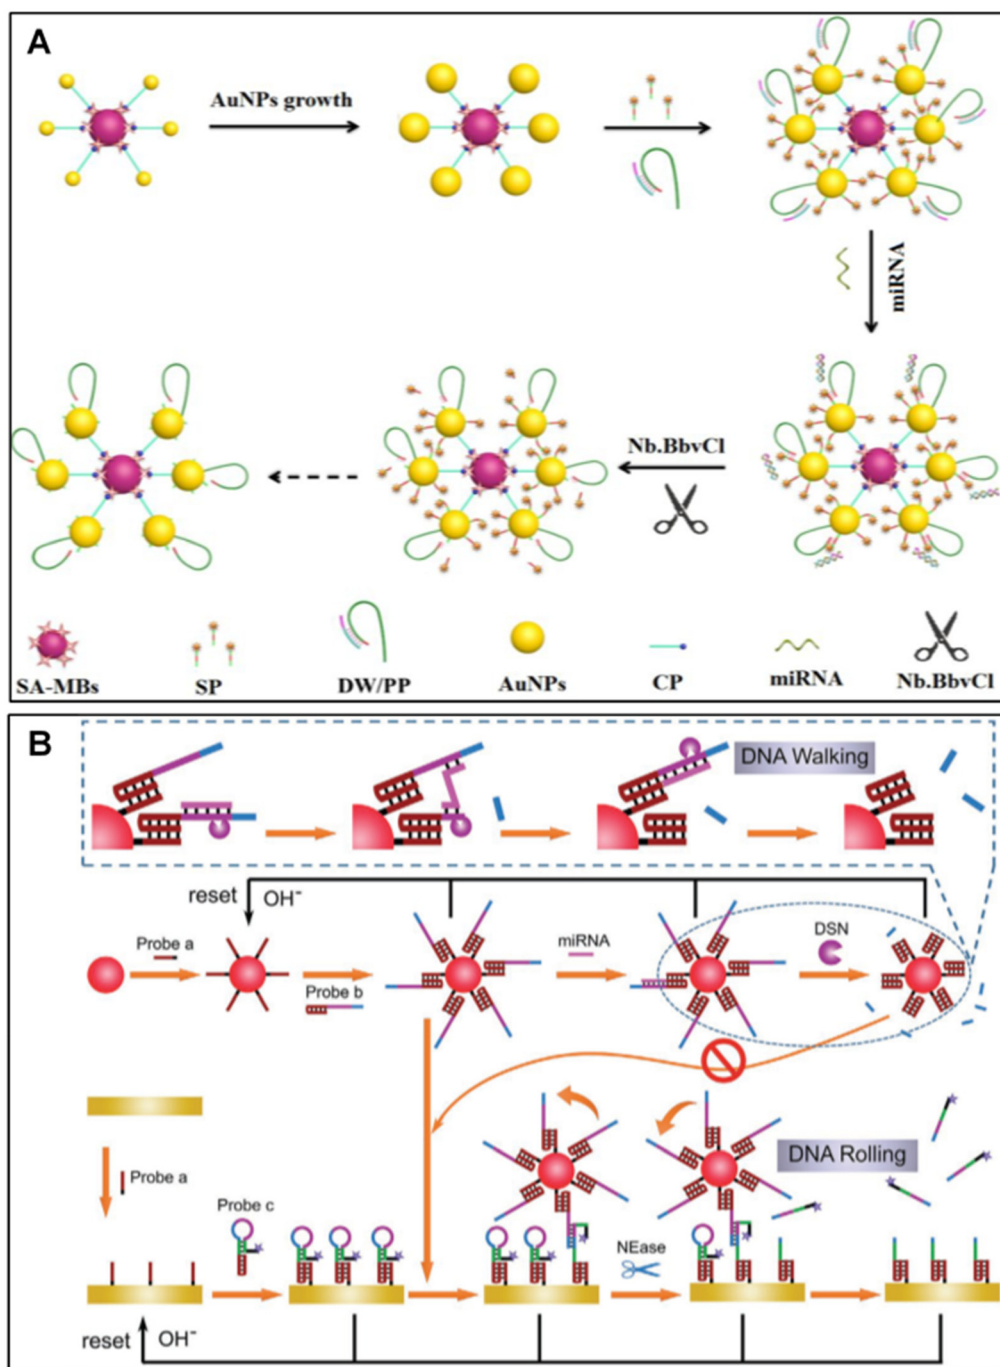 A
AuNPs growth
miRNA
Nb.BbvCl
SA-MBs
SP
DW/PP
AuNPs
CP
miRNA
Nb.BbvCl
B
DNA Walking
reset
OH⁻
Probe a
Probe b
miRNA
DSN
Probe a
Probe c
NEase
DNA Rolling
reset
OH⁻